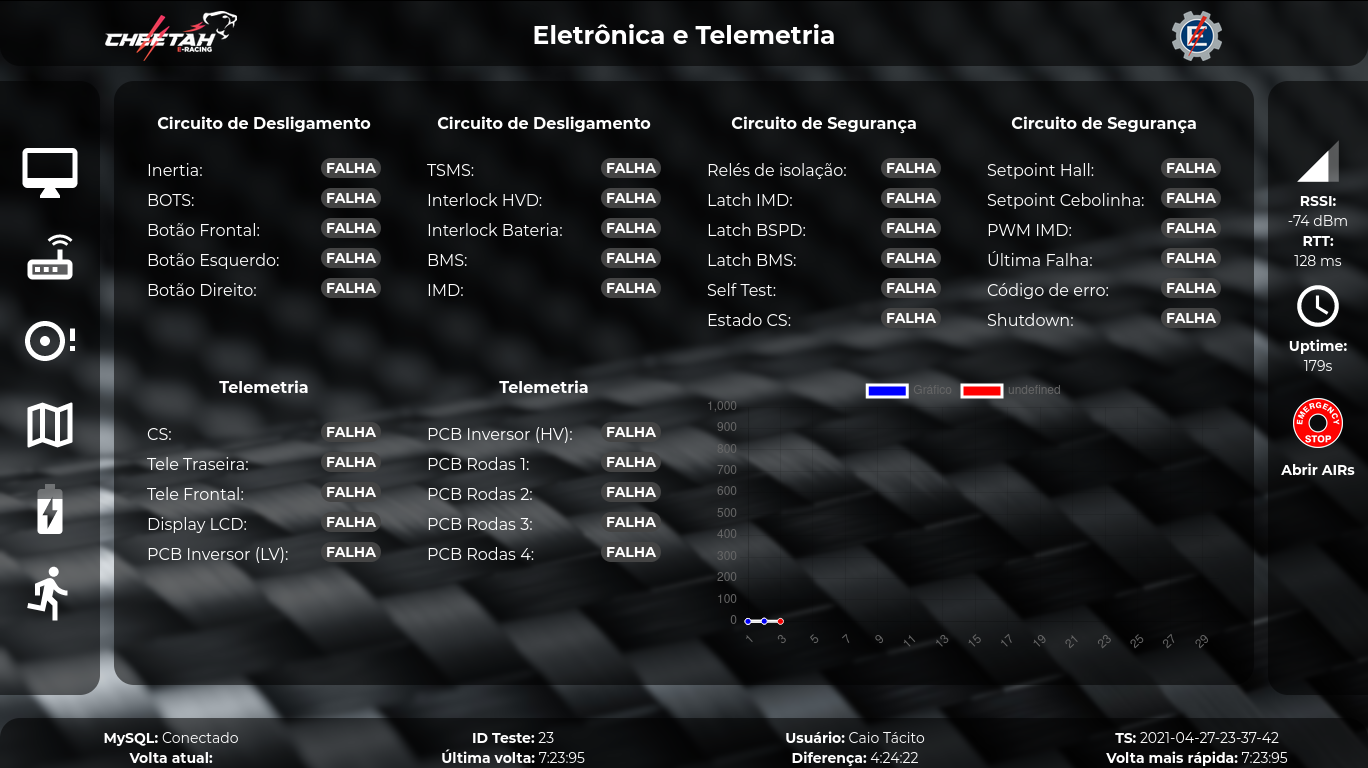 CHEETAH
E-RACING
Eletrônica e Telemetria
E
Circuito de Desligamento
Inertia: FALHA
BOTS: FALHA
Botão Frontal: FALHA
Botão Esquerdo: FALHA
Botão Direito: FALHA
Circuito de Desligamento
TSMS: FALHA
Interlock HVD: FALHA
Interlock Bateria: FALHA
BMS: FALHA
IMD: FALHA
Circuito de Segurança
Relés de isolação: FALHA
Latch IMD: FALHA
Latch BSPD: FALHA
Latch BMS: FALHA
Self Test: FALHA
Estado CS: FALHA
Circuito de Segurança
Setpoint Hall: FALHA
Setpoint Cebolinha: FALHA
PWM IMD: FALHA
Última Falha: FALHA
Código de erro: FALHA
Shutdown: FALHA
Telemetria
CS: FALHA
Tele Traseira: FALHA
Tele Frontal: FALHA
Display LCD: FALHA
PCB Inversor (LV): FALHA
Telemetria
PCB Inversor (HV): FALHA
PCB Rodas 1: FALHA
PCB Rodas 2: FALHA
PCB Rodas 3: FALHA
PCB Rodas 4: FALHA
Gráfico undefined
1,000
900
800
700
600
500
400
300
200
100
0
1 3 5 7 9 11 13 15 17 19 21 23 25 27 29
RSSI:
-74 dBm
RTT:
128 ms
Uptime:
179s
EMERGENCY
STOP
Abrir AIRs
MySQL: Conectado
Volta atual:
ID Teste: 23
Última volta: 7:23:95
Usuário: Caio Tácito
Diferença: 4:24:22
TS: 2021-04-27-23-37-42
Volta mais rápida: 7:23:95